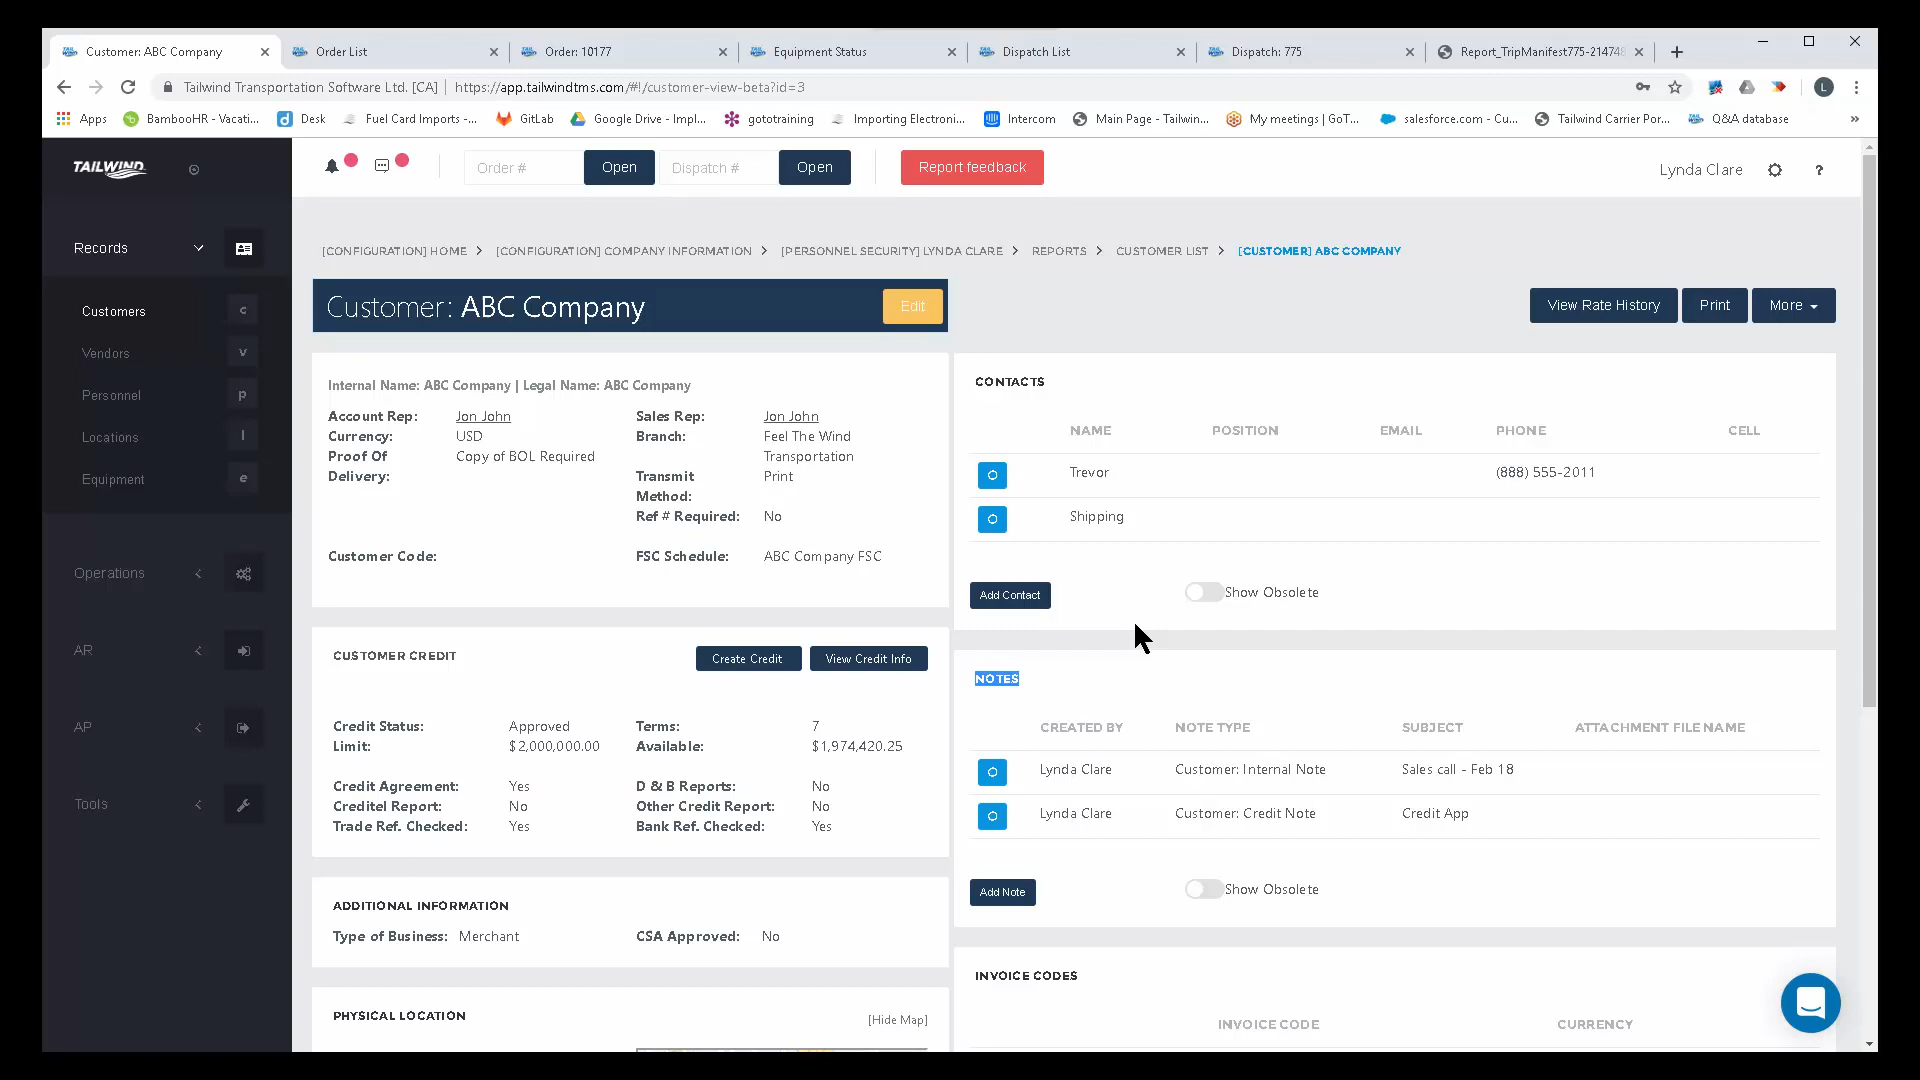 Customer: ABC Company
Order List
Order: 10177
Equipment Status
Dispatch List
Dispatch: 775
Report_TripManifest775-21474
Tailwind Transportation Software Ltd. [CA] | https://app.tailwindtms.com/#!/customer-view-beta?id=3
L
Apps
BambooHR - Vacati...
Desk
Fuel Card Imports -...
GitLab
Google Drive - Impl...
gototraining
Importing Electroni...
Intercom
Main Page - Tailwin...
My meetings | GoT...
salesforce.com - Cu...
Tailwind Carrier Por...
Q&A database
»
TAILWIND
Order #
Open
Dispatch #
Open
Report feedback
Lynda Clare
?
Records
Customers
c
Vendors
v
Personnel
p
Locations
l
Equipment
e
Operations
AR
AP
Tools
[CONFIGURATION] HOME > [CONFIGURATION] COMPANY INFORMATION > [PERSONNEL SECURITY] LYNDA CLARE > REPORTS > CUSTOMER LIST > [CUSTOMER] ABC COMPANY
Customer: ABC Company
Edit
View Rate History
Print
More
Internal Name: ABC Company | Legal Name: ABC Company
Account Rep: Jon John
Currency: USD
Proof Of Delivery: Copy of BOL Required
Customer Code:
Sales Rep: Jon John
Branch: Feel The Wind Transportation
Transmit Method: Print
Ref # Required: No
FSC Schedule: ABC Company FSC
CUSTOMER CREDIT
Create Credit
View Credit Info
Credit Status: Approved
Terms: 7
Limit: $2,000,000.00
Available: $1,974,420.25
Credit Agreement: Yes
D & B Reports: No
Creditel Report: No
Other Credit Report: No
Trade Ref. Checked: Yes
Bank Ref. Checked: Yes
ADDITIONAL INFORMATION
Type of Business: Merchant
CSA Approved: No
PHYSICAL LOCATION
[Hide Map]
CONTACTS
NAME POSITION EMAIL PHONE CELL
Trevor (888) 555-2011
Shipping
Add Contact
Show Obsolete
NOTES
CREATED BY NOTE TYPE SUBJECT ATTACHMENT FILE NAME
Lynda Clare Customer: Internal Note Sales call - Feb 18
Lynda Clare Customer: Credit Note Credit App
Add Note
Show Obsolete
INVOICE CODES
INVOICE CODE CURRENCY